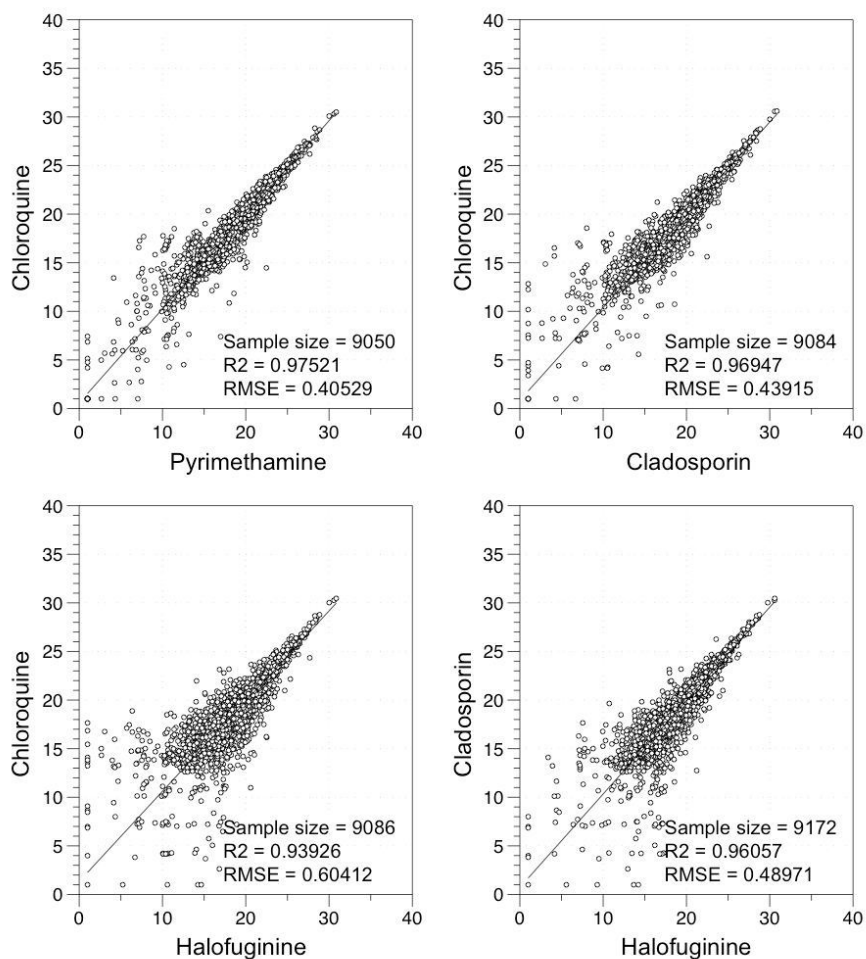 40
35
30
25
20
15
10
5
0
Chloroquine
Sample size = 9050
R2 = 0.97521
RMSE = 0.40529
0 10 20 30 40
Pyrimethamine
40
35
30
25
20
15
10
5
0
Chloroquine
Sample size = 9084
R2 = 0.96947
RMSE = 0.43915
0 10 20 30 40
Cladosporin
40
35
30
25
20
15
10
5
0
Chloroquine
Sample size = 9086
R2 = 0.93926
RMSE = 0.60412
0 10 20 30 40
Halofuginine
40
35
30
25
20
15
10
5
0
Cladosporin
Sample size = 9172
R2 = 0.96057
RMSE = 0.48971
0 10 20 30 40
Halofuginine